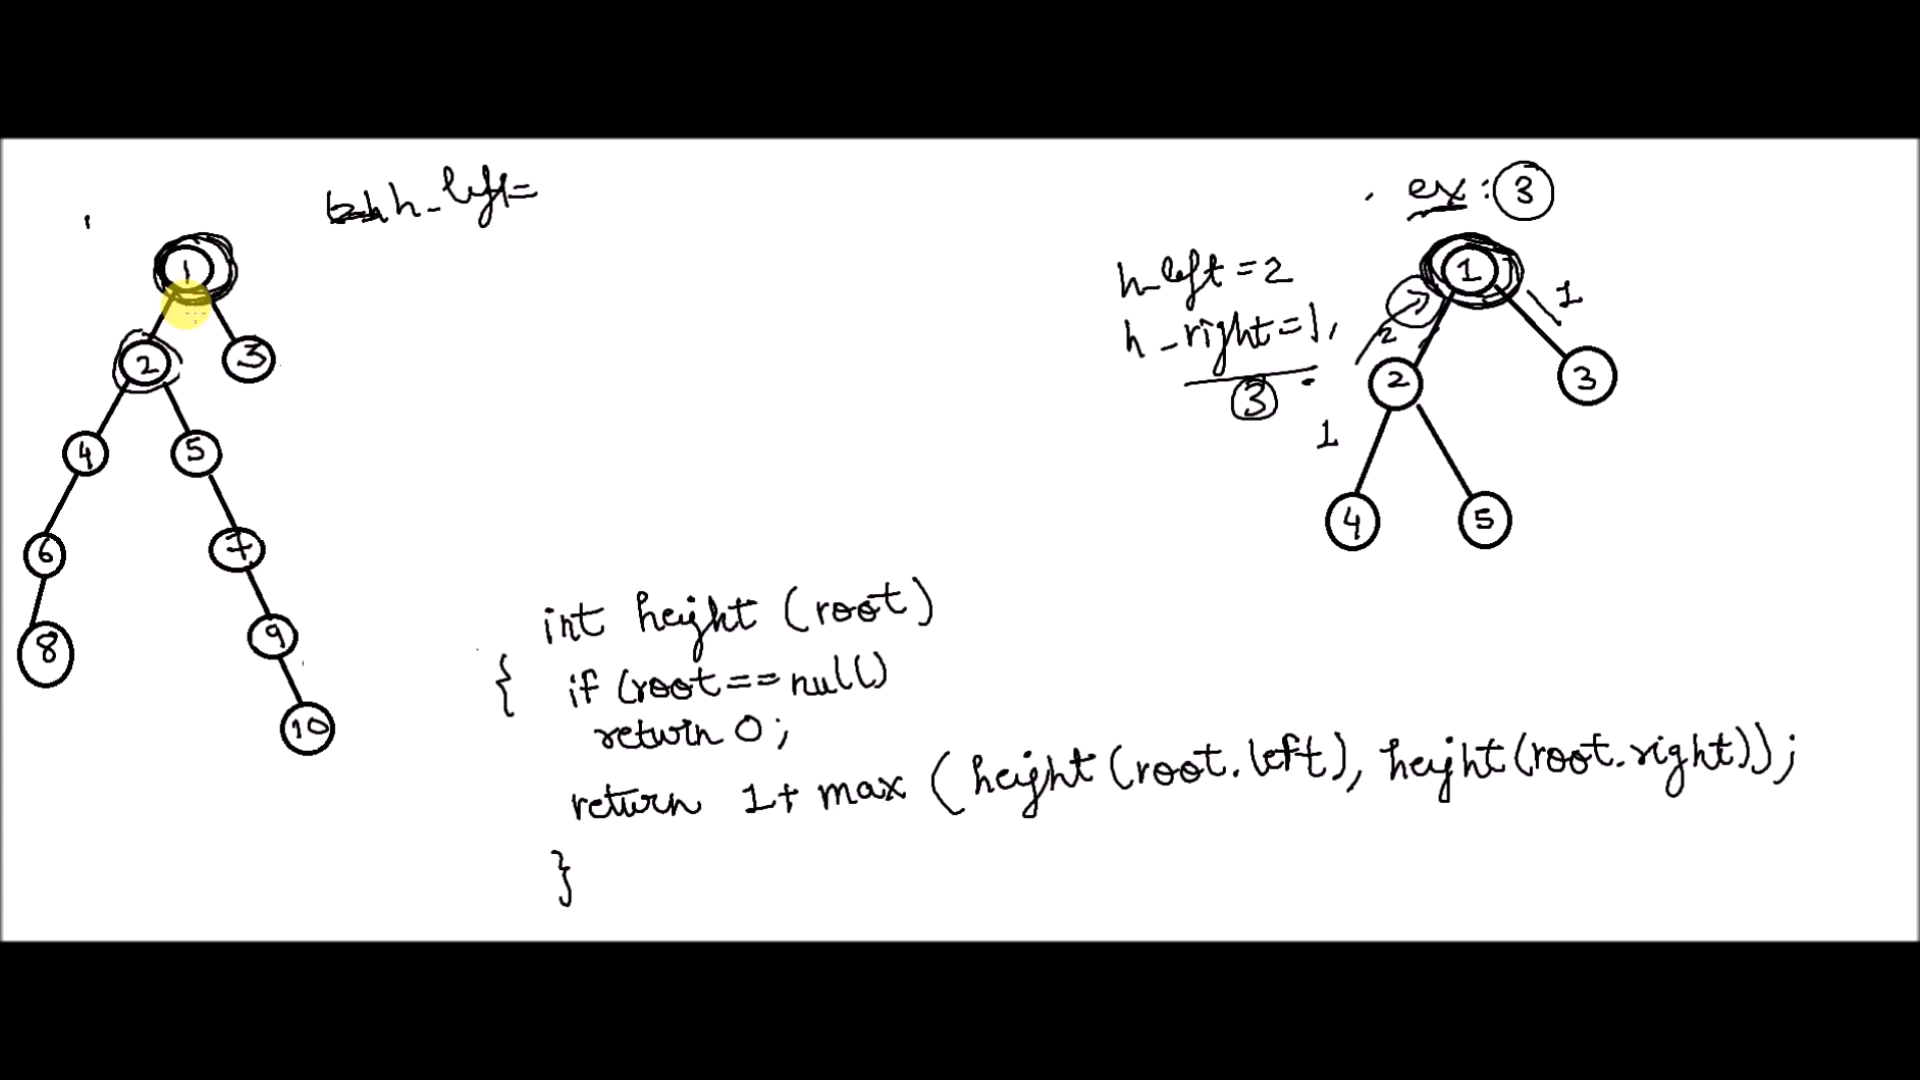 h_left=
1
2
3
4
5
6
7
8
9
10
ex: 3
h_left = 2
h_right = 1,
3
1
1
2
2
3
1
4
5
int height (root)
{ if (root == null)
return 0;
return 1+ max (height (root.left), height (root.right));
}